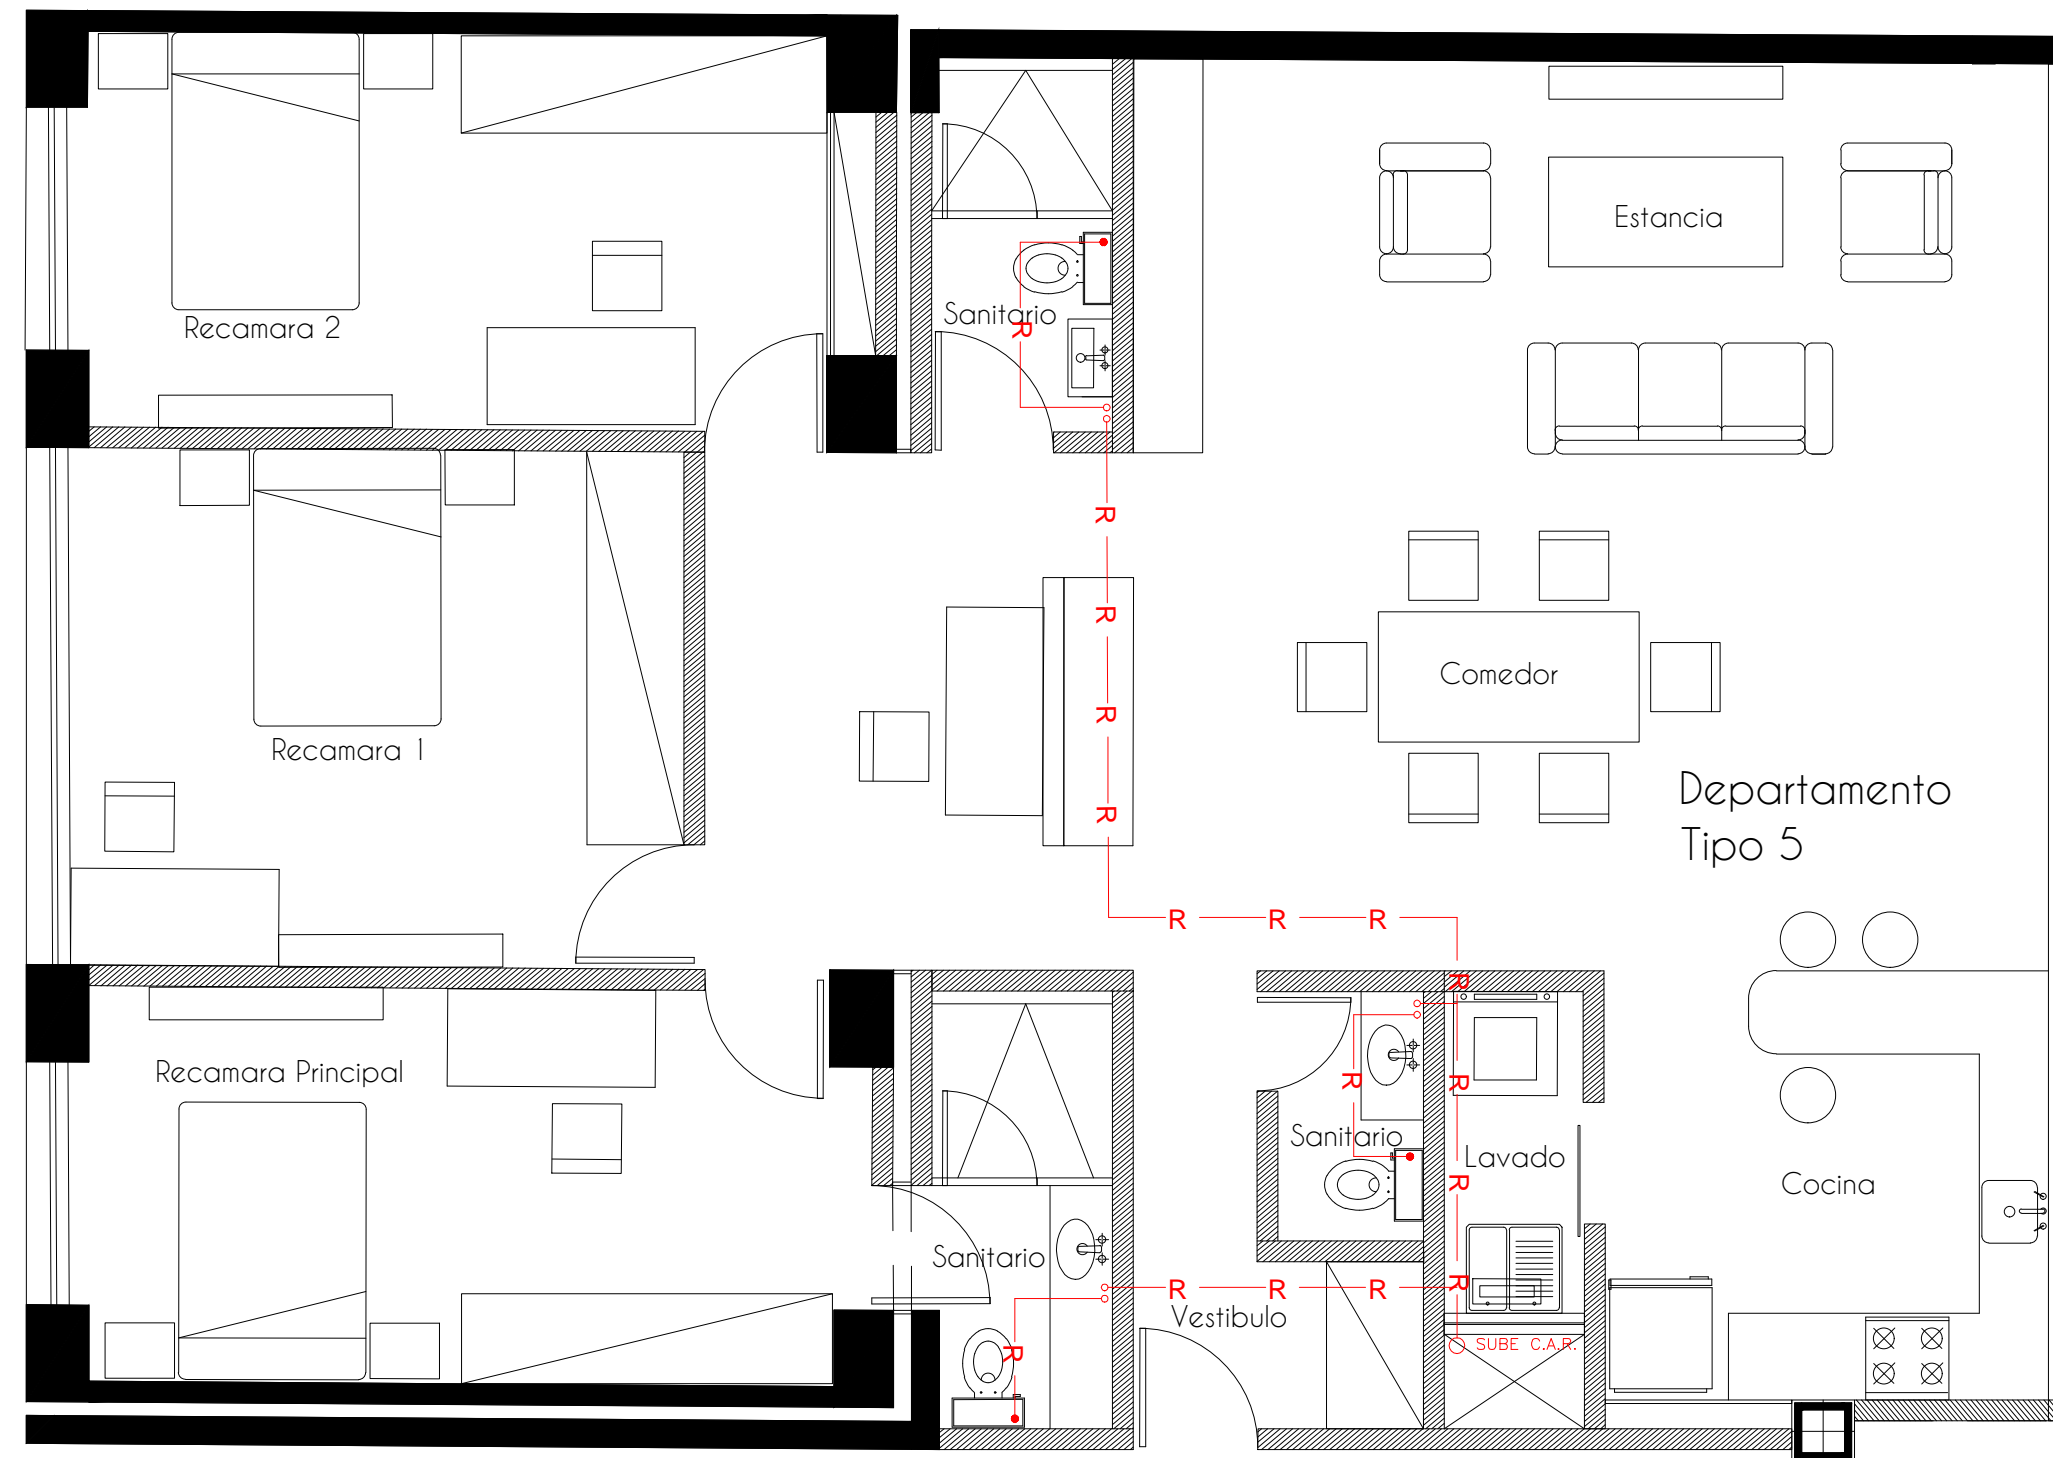 Estancia
Sanitario
R
Recamara 2
R
R
Comedor
R
Recamara 1
Departamento
Tipo 5
R
R R R
R
Recamara Principal
R R
Sanitario
Lavado
R
Cocina
Sanitario
R R R R
Vestibulo
SUBE C.A.R.
R